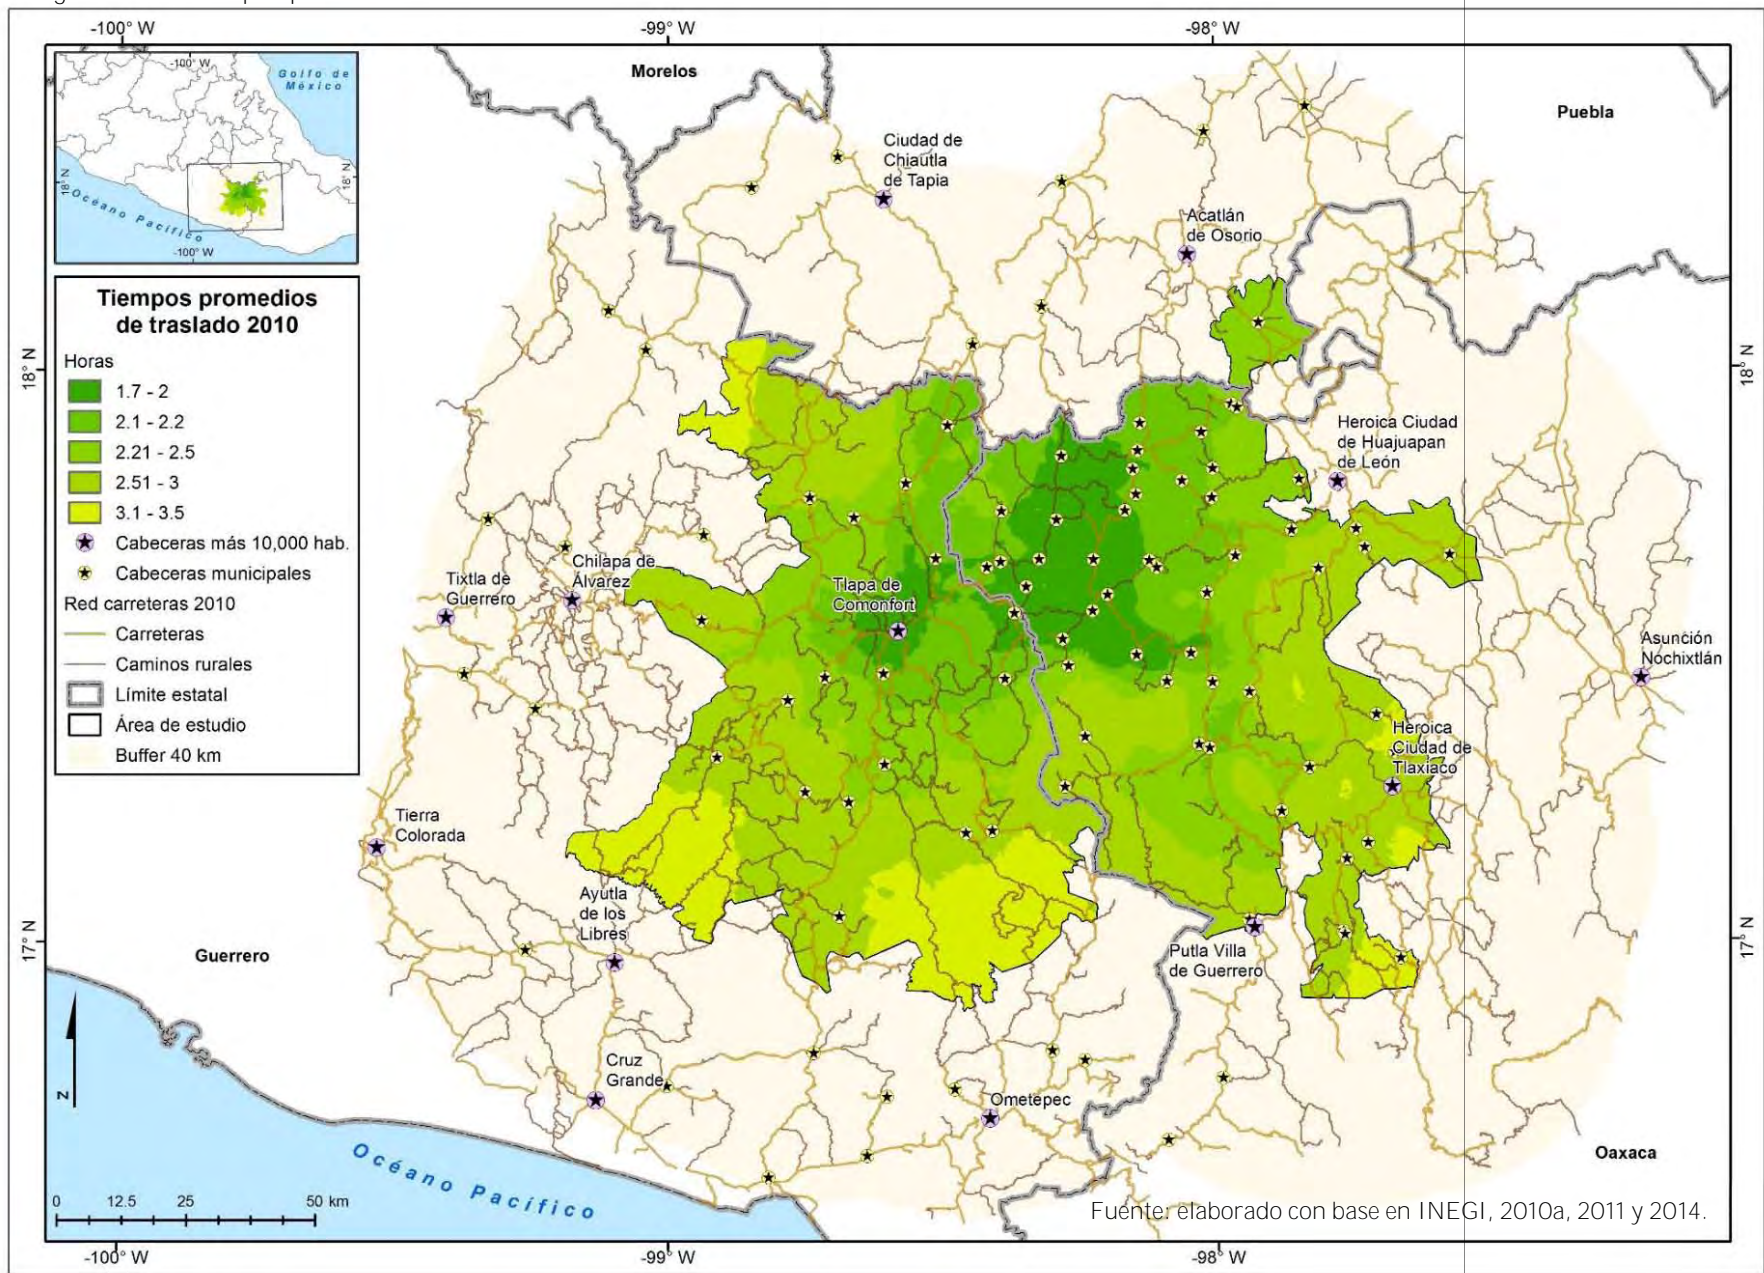 -100° W
-99° W
-98° W
-100° W
Golfo de
México
18° N
18° N
Océano Pacífico
-100° W
Morelos
Puebla
Ciudad de
Chiautla
de Tapia
Acatlán
de Osorio
Tiempos promedios
de traslado 2010
Horas
1.7 - 2
2.1 - 2.2
2.21 - 2.5
2.51 - 3
3.1 - 3.5
Cabeceras más 10,000 hab.
Cabeceras municipales
Red carreteras 2010
Carreteras
Caminos rurales
Límite estatal
Área de estudio
Buffer 40 km
18° N
18° N
Heroica Ciudad
de Huajuapan
de León
Chilapa de
Álvarez
Tixtla de
Guerrero
Tlapa de
Comonfort
Asunción
Nochixtlán
Heroica
Ciudad de
Tlaxiaco
Tierra
Colorada
Ayutla
de los
Libres
Putla Villa
de Guerrero
17° N
17° N
Guerrero
Cruz
Grande
Ometepec
Oaxaca
N
Océano Pacífico
0 12.5 25 50 km
Fuente: elaborado con base en INEGI, 2010a, 2011 y 2014.
-100° W
-99° W
-98° W